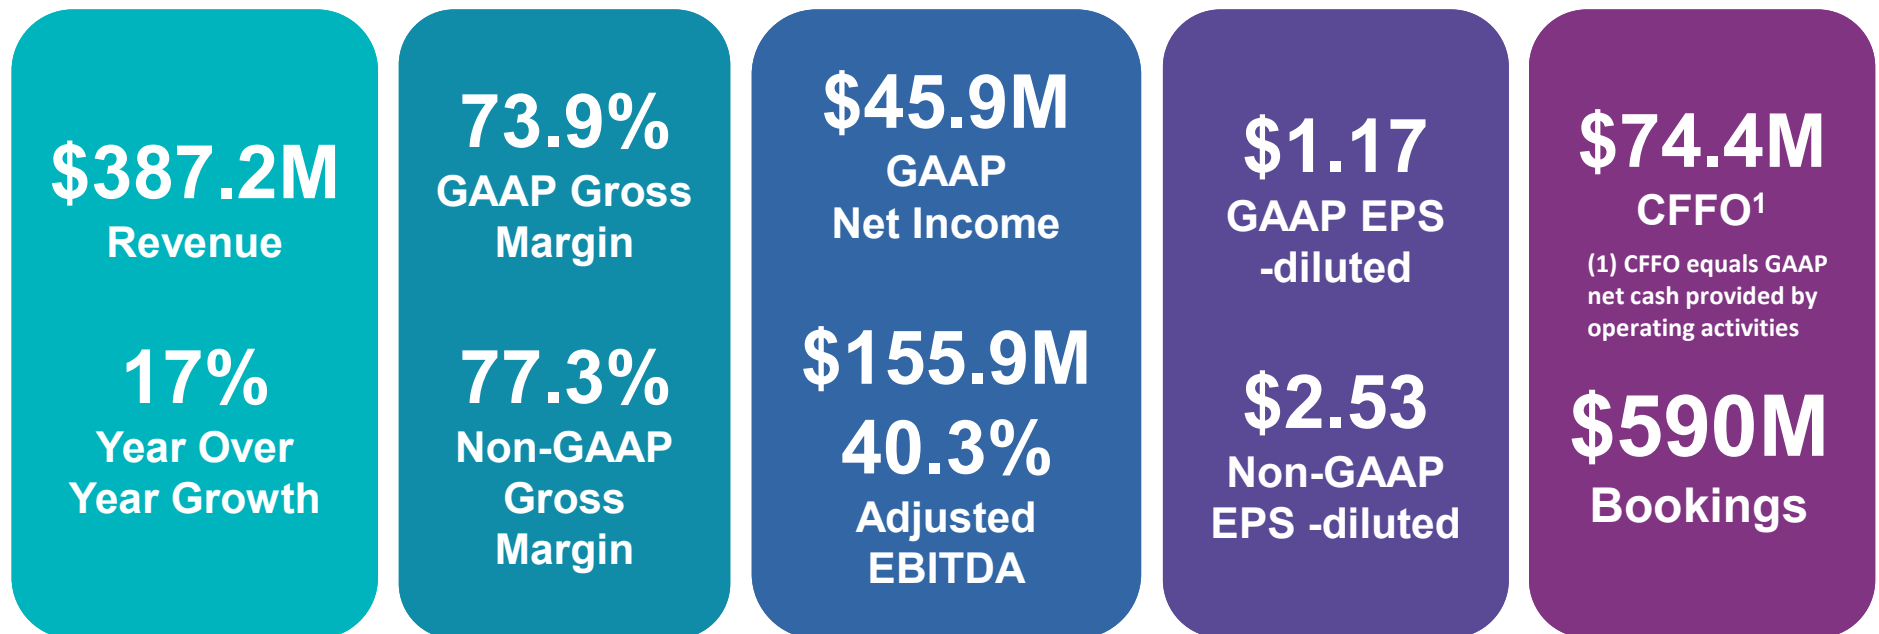 $387.2M
Revenue
17%
Year Over
Year Growth
73.9%
GAAP Gross
Margin
77.3%
Non-GAAP
Gross
Margin
$45.9M
GAAP
Net Income
$155.9M
40.3%
Adjusted
EBITDA
$1.17
GAAP EPS
-diluted
$2.53
Non-GAAP
EPS -diluted
$74.4M
CFFO¹
(1) CFFO equals GAAP
net cash provided by
operating activities
$590M
Bookings